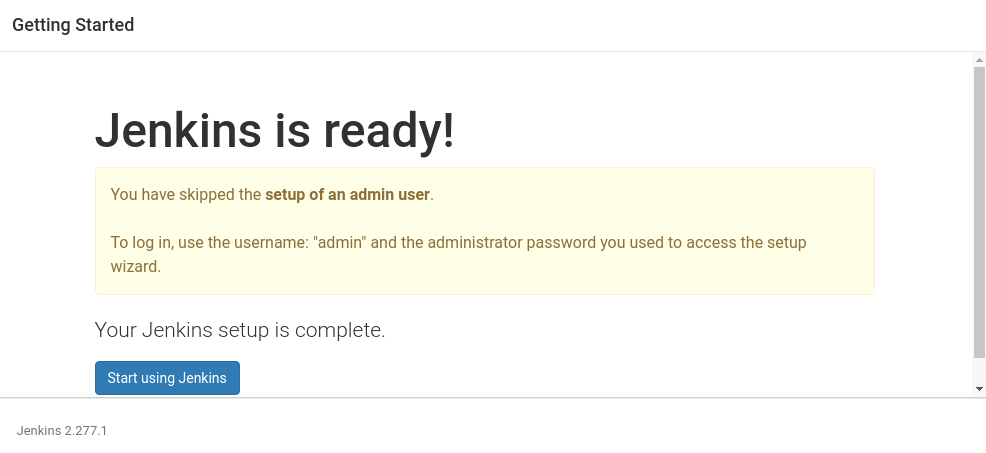 Getting Started
Jenkins is ready!
You have skipped the setup of an admin user.
To log in, use the username: "admin" and the administrator password you used to access the setup
wizard.
Your Jenkins setup is complete.
Start using Jenkins
Jenkins 2.277.1